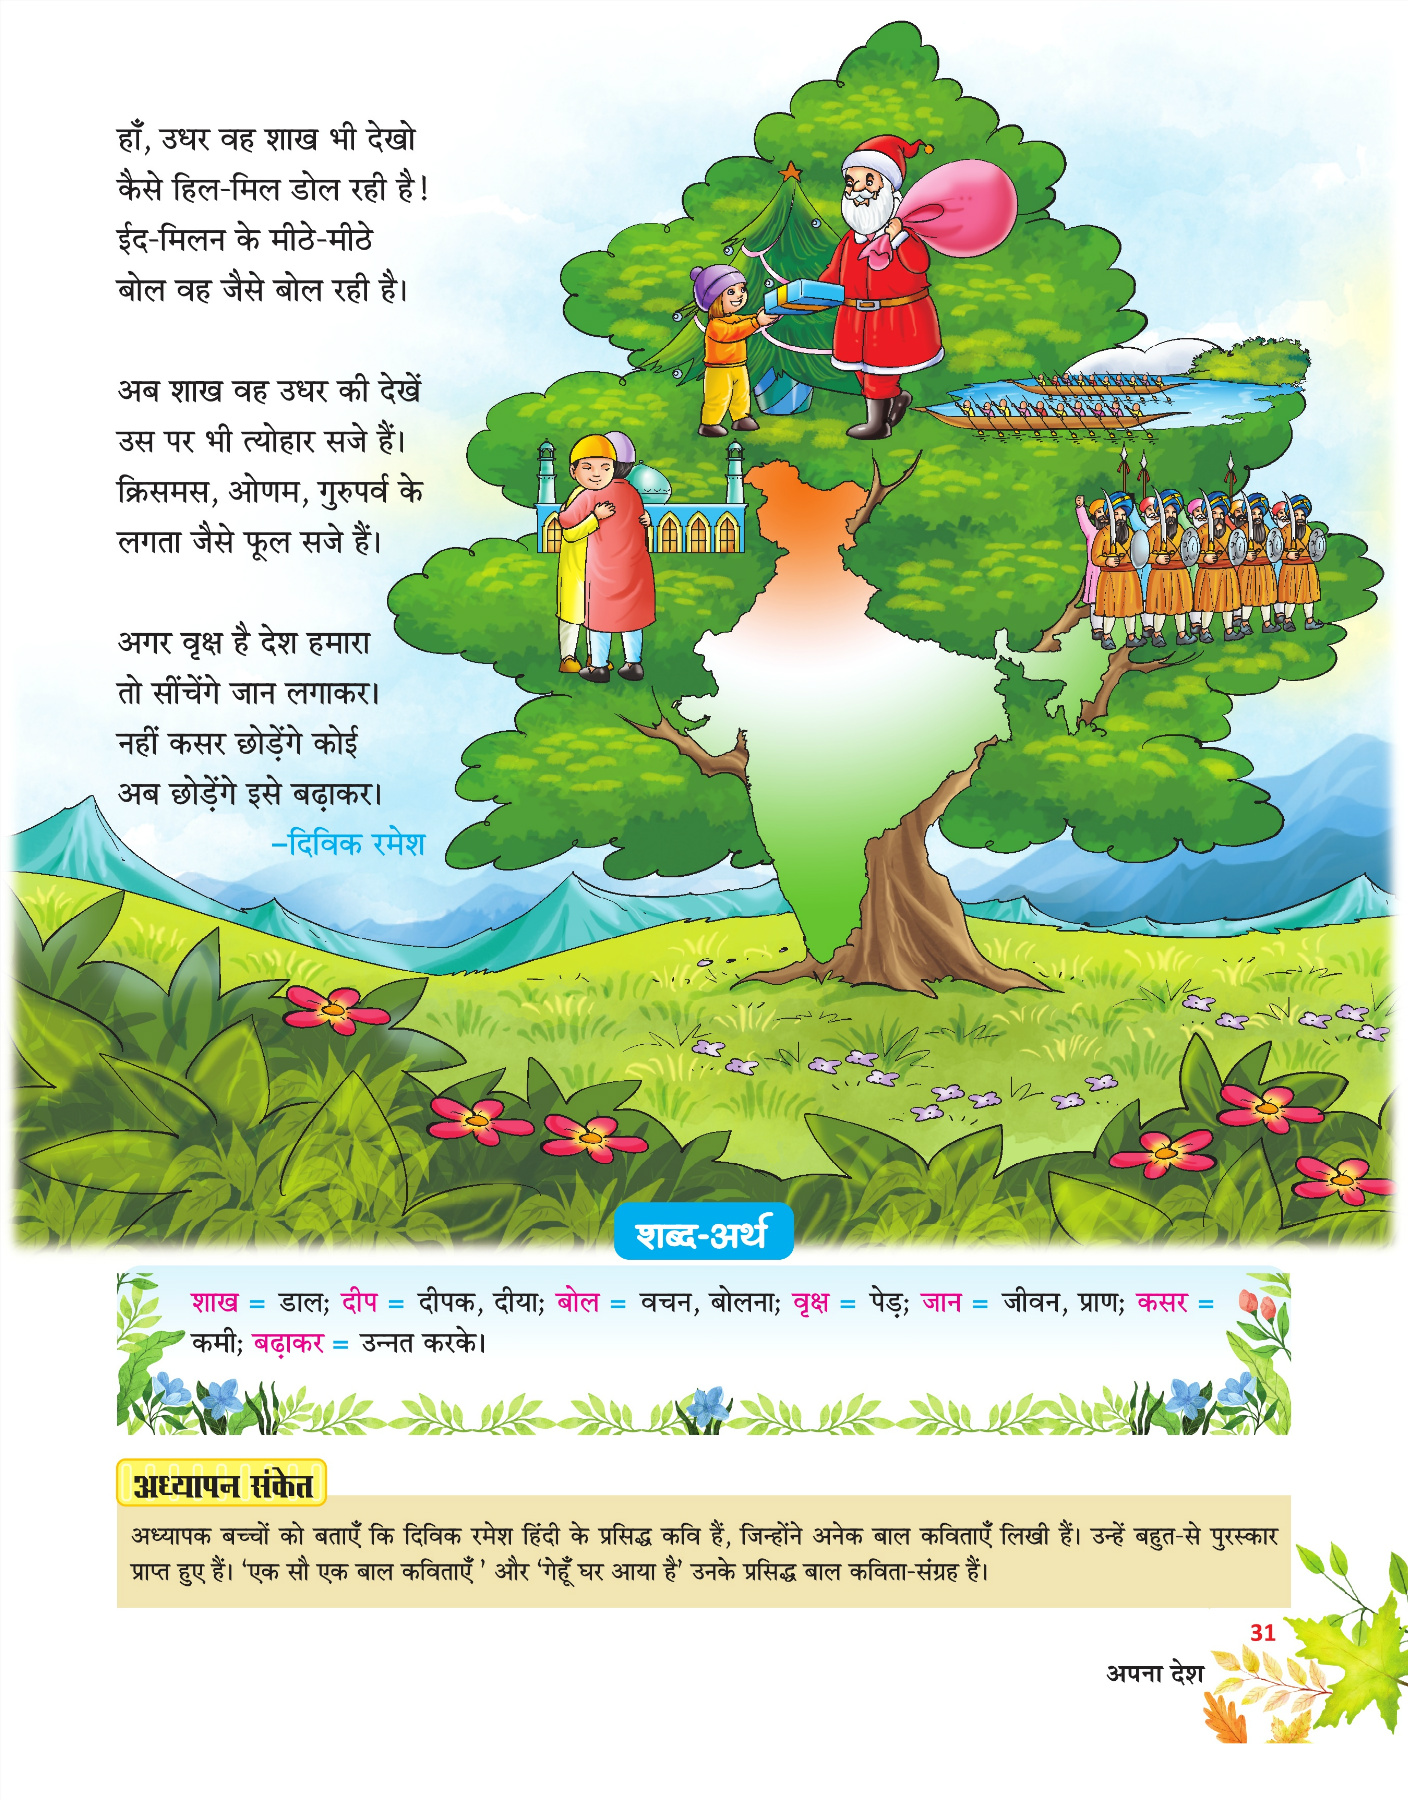 हाँ, उधर वह शाख भी देखो
कैसे हिल-मिल डोल रही है!
ईद-मिलन के मीठे-मीठे
बोल वह जैसे बोल रही है।
अब शाख वह उधर की देखें
उस पर भी त्योहार सजे हैं।
क्रिसमस, ओणम, गुरुपर्व के
लगता जैसे फूल सजे हैं।
अगर वृक्ष है देश हमारा
तो सींचेंगे जान लगाकर।
नहीं कसर छोड़ेंगे कोई
अब छोड़ेंगे इसे बढ़ाकर।
–दिविक रमेश
शब्द-अर्थ
शाख = डाल; दीप = दीपक, दीया; बोल = वचन, बोलना; वृक्ष = पेड़; जान = जीवन, प्राण; कसर =
कमी; बढ़ाकर = उन्नत करके।
अध्यापन संकेत
अध्यापक बच्चों को बताएँ कि दिविक रमेश हिंदी के प्रसिद्ध कवि हैं, जिन्होंने अनेक बाल कविताएँ लिखी हैं। उन्हें बहुत-से पुरस्कार
प्राप्त हुए हैं। ‘एक सौ एक बाल कविताएँ ’ और ‘गेहूँ घर आया है’ उनके प्रसिद्ध बाल कविता-संग्रह हैं।
31
अपना देश